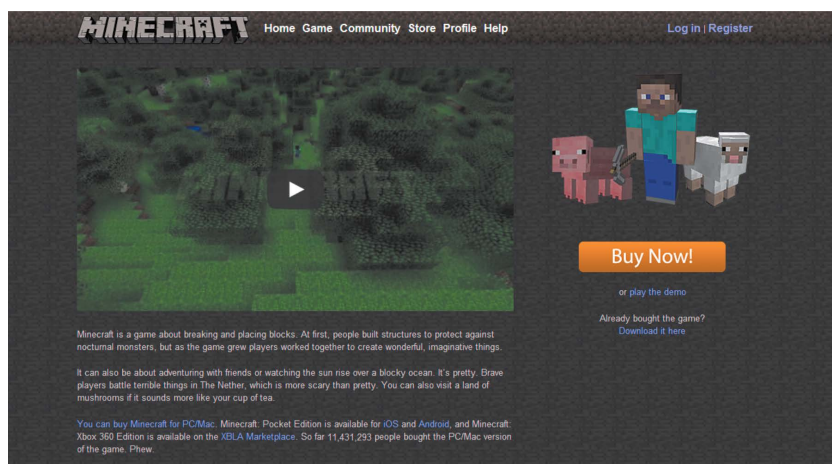 MINECRAFT Home Game Community Store Profile Help Log in | Register
MINECRAFT
Buy Now!
or play the demo
Already bought the game?
Download it here
Minecraft is a game about breaking and placing blocks. At first, people built structures to protect against
nocturnal monsters, but as the game grew players worked together to create wonderful, imaginative things.
It can also be about adventuring with friends or watching the sun rise over a blocky ocean. It's pretty. Brave
players battle terrible things in The Nether, which is more scary than pretty. You can also visit a land of
mushrooms if it sounds more like your cup of tea.
You can buy Minecraft for PC/Mac. Minecraft: Pocket Edition is available for iOS and Android, and Minecraft:
Xbox 360 Edition is available on the XBLA Marketplace. So far 11,431,293 people bought the PC/Mac version
of the game. Phew.